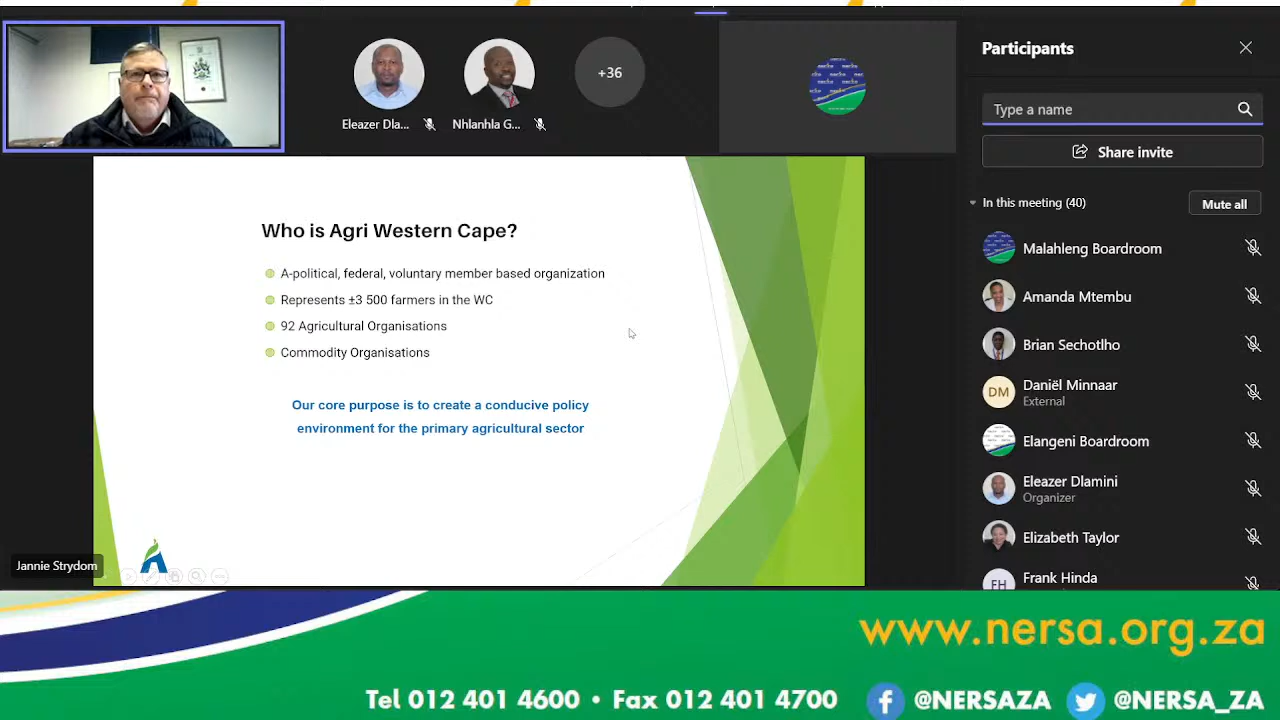 Eleazer Dla...
Nhlanhla G...
+36
Who is Agri Western Cape?
A-political, federal, voluntary member based organization
Represents ±3 500 farmers in the WC
92 Agricultural Organisations
Commodity Organisations
Our core purpose is to create a conducive policy
environment for the primary agricultural sector
Jannie Strydom
Participants
Type a name
Share invite
In this meeting (40)
Mute all
Malahleng Boardroom
Amanda Mtembu
Brian Sechotlho
DM
Daniël Minnaar
External
Elangeni Boardroom
Eleazer Dlamini
Organizer
Elizabeth Taylor
FH
Frank Hinda
www.nersa.org.za
Tel 012 401 4600 • Fax 012 401 4700
@NERSAZA
@NERSA_ZA